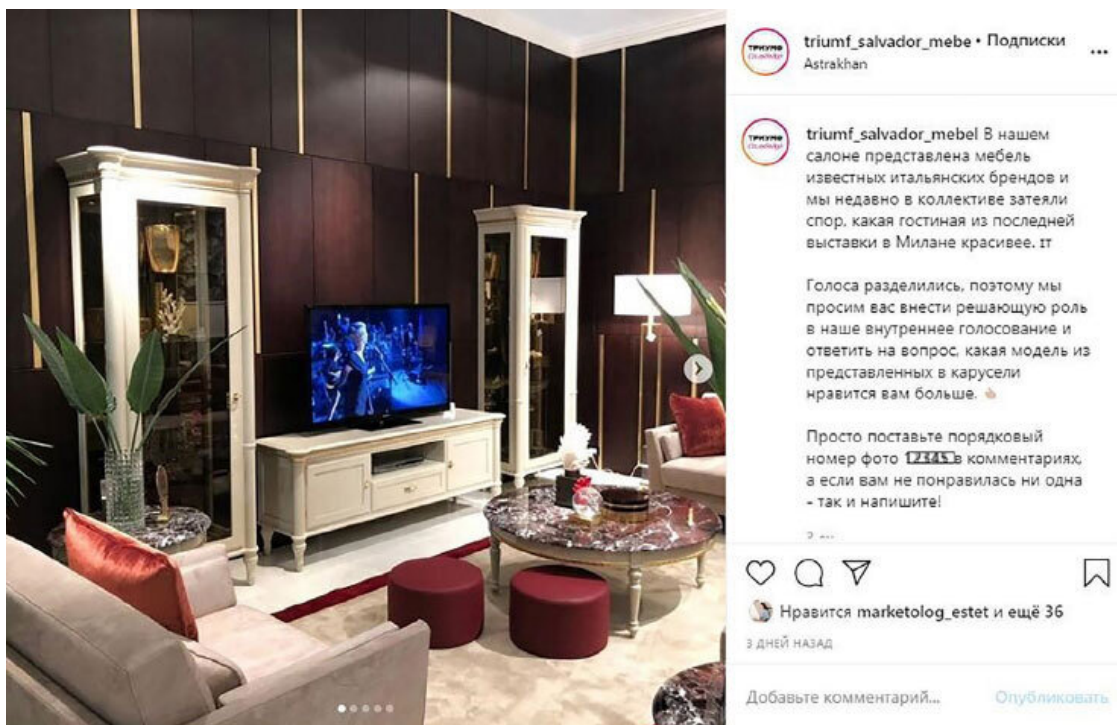 triumf_salvador_mebe • Подписки
Astrakhan
triumf_salvador_mebel В нашем
салоне представлена мебель
известных итальянских брендов и
мы недавно в коллективе затеяли
спор, какая гостиная из последней
выставки в Милане красивее. IT
Голоса разделились, поэтому мы
просим вас внести решающую роль
в наше внутреннее голосование и
ответить на вопрос, какая модель из
представленных в карусели
нравится вам больше.
Просто поставьте порядковый
номер фото 12345 в комментариях,
а если вам не понравилась ни одна
– так и напишите!
Нравится marketolog_estet и ещё 36
3 ДНЕЙ НАЗАД
Добавьте комментарий... Опубликовать